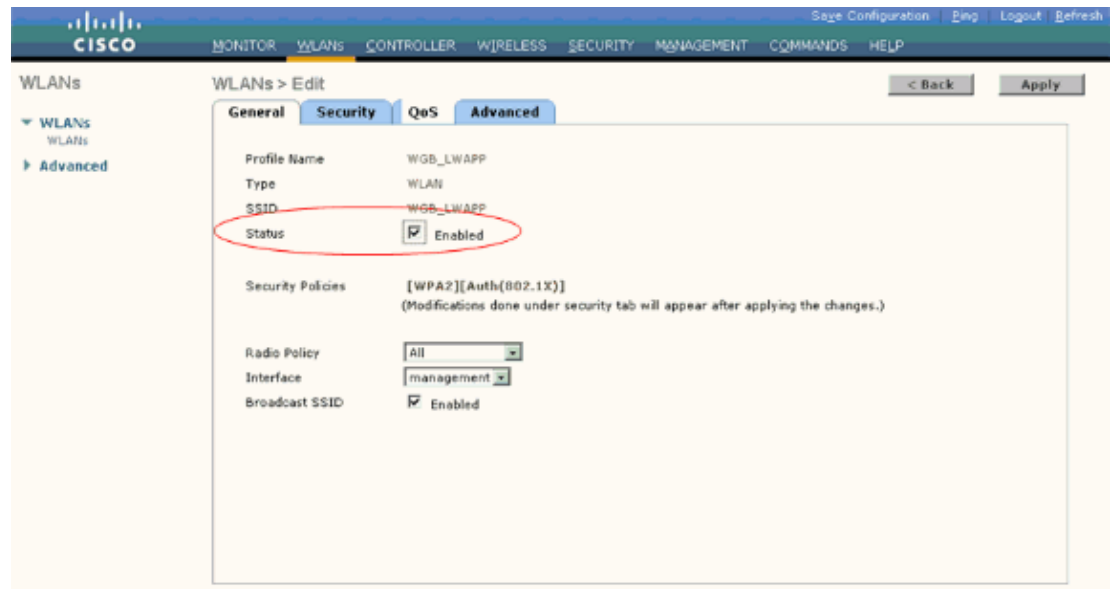 Save Configuration Ping Logout Refresh
CISCO
MONITOR WLANs CONTROLLER WIRELESS SECURITY MANAGEMENT COMMANDS HELP
WLANs
WLANs
WLANs
Advanced
WLANs > Edit
< Back Apply
General Security QoS Advanced
Profile Name WGB_LWAPP
Type WLAN
SSID WGB_LWAPP
Status Enabled
Security Policies [WPA2][Auth(802.1X)]
(Modifications done under security tab will appear after applying the changes.)
Radio Policy All
Interface management
Broadcast SSID Enabled